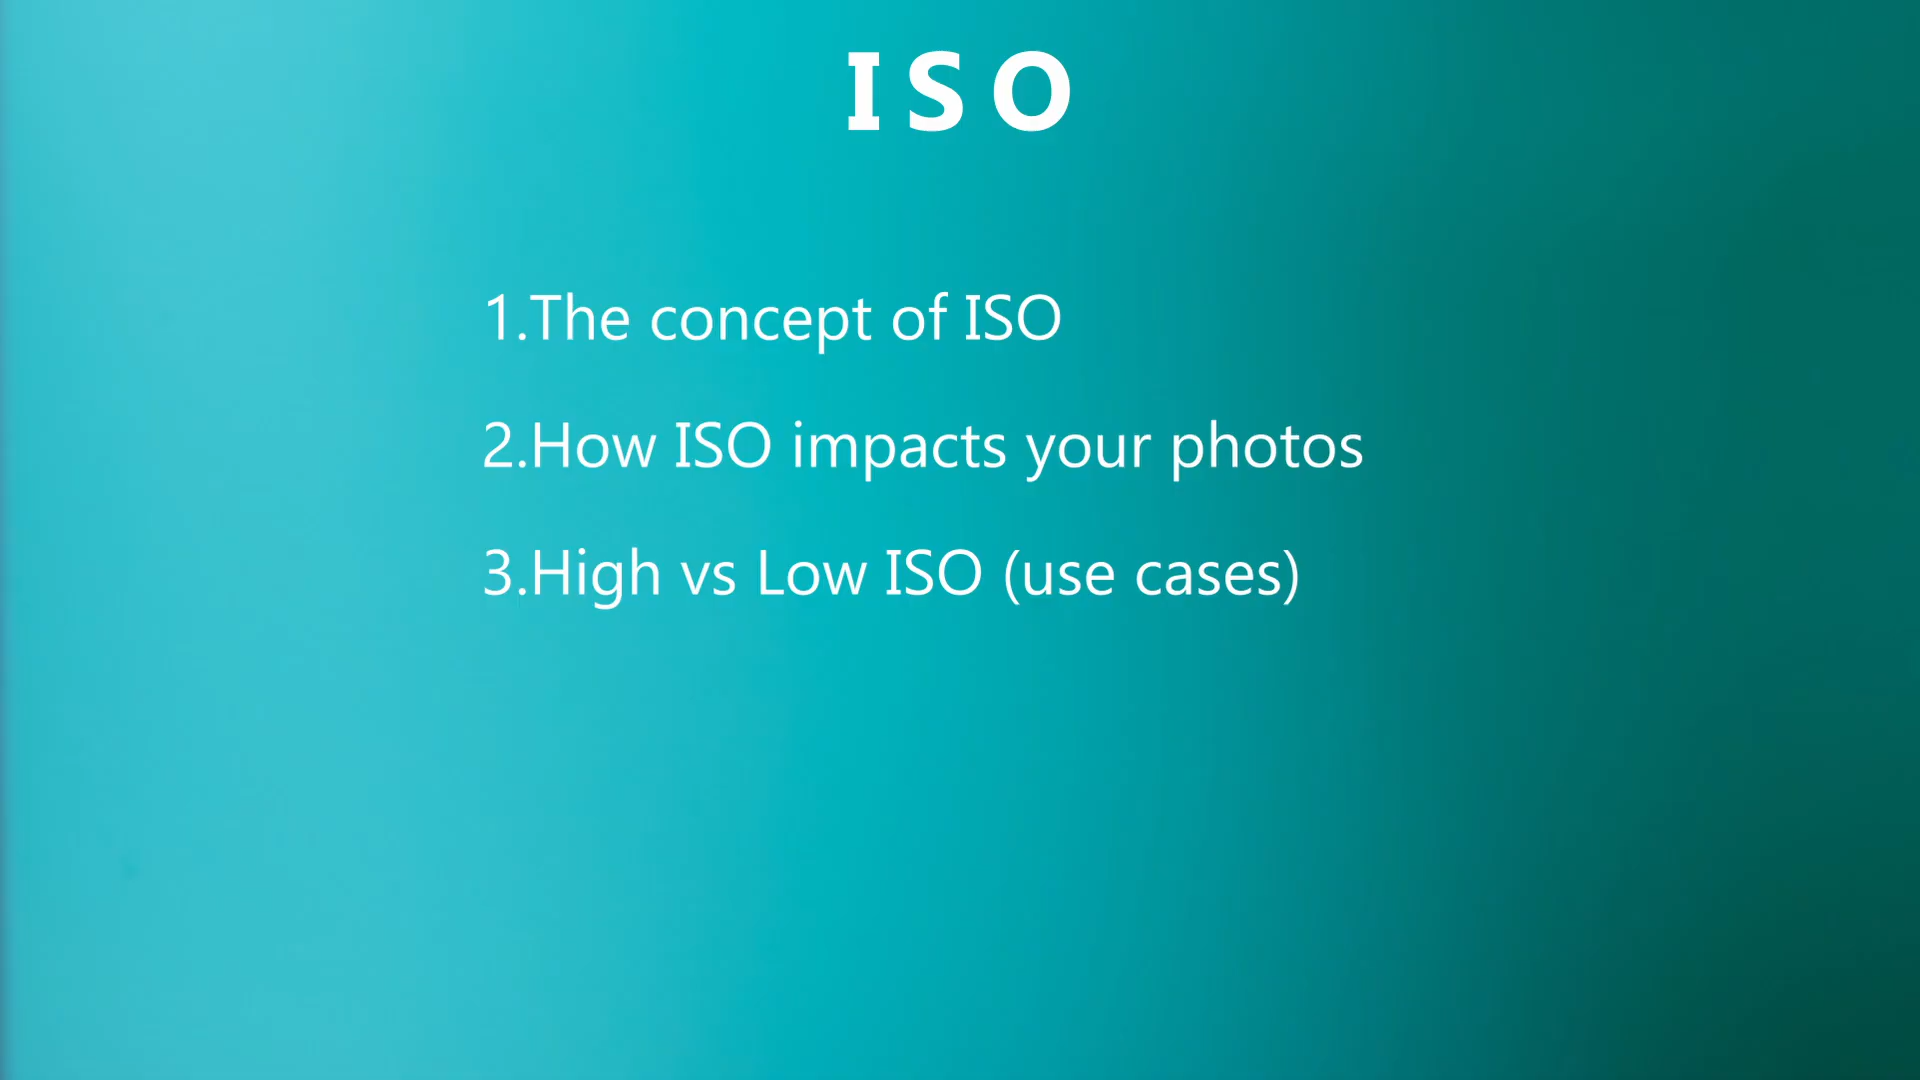 ISO
1.The concept of ISO
2.How ISO impacts your photos
3.High vs Low ISO (use cases)